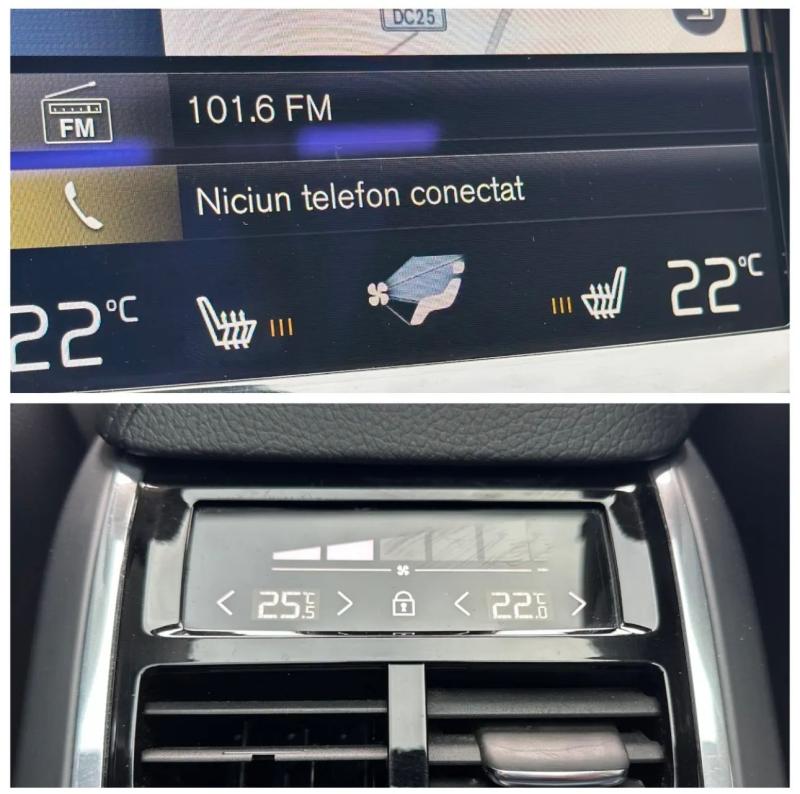 DC25
FM
101.6 FM
Niciun telefon conectat
22°C
22°C
25.5°C
22.0°C